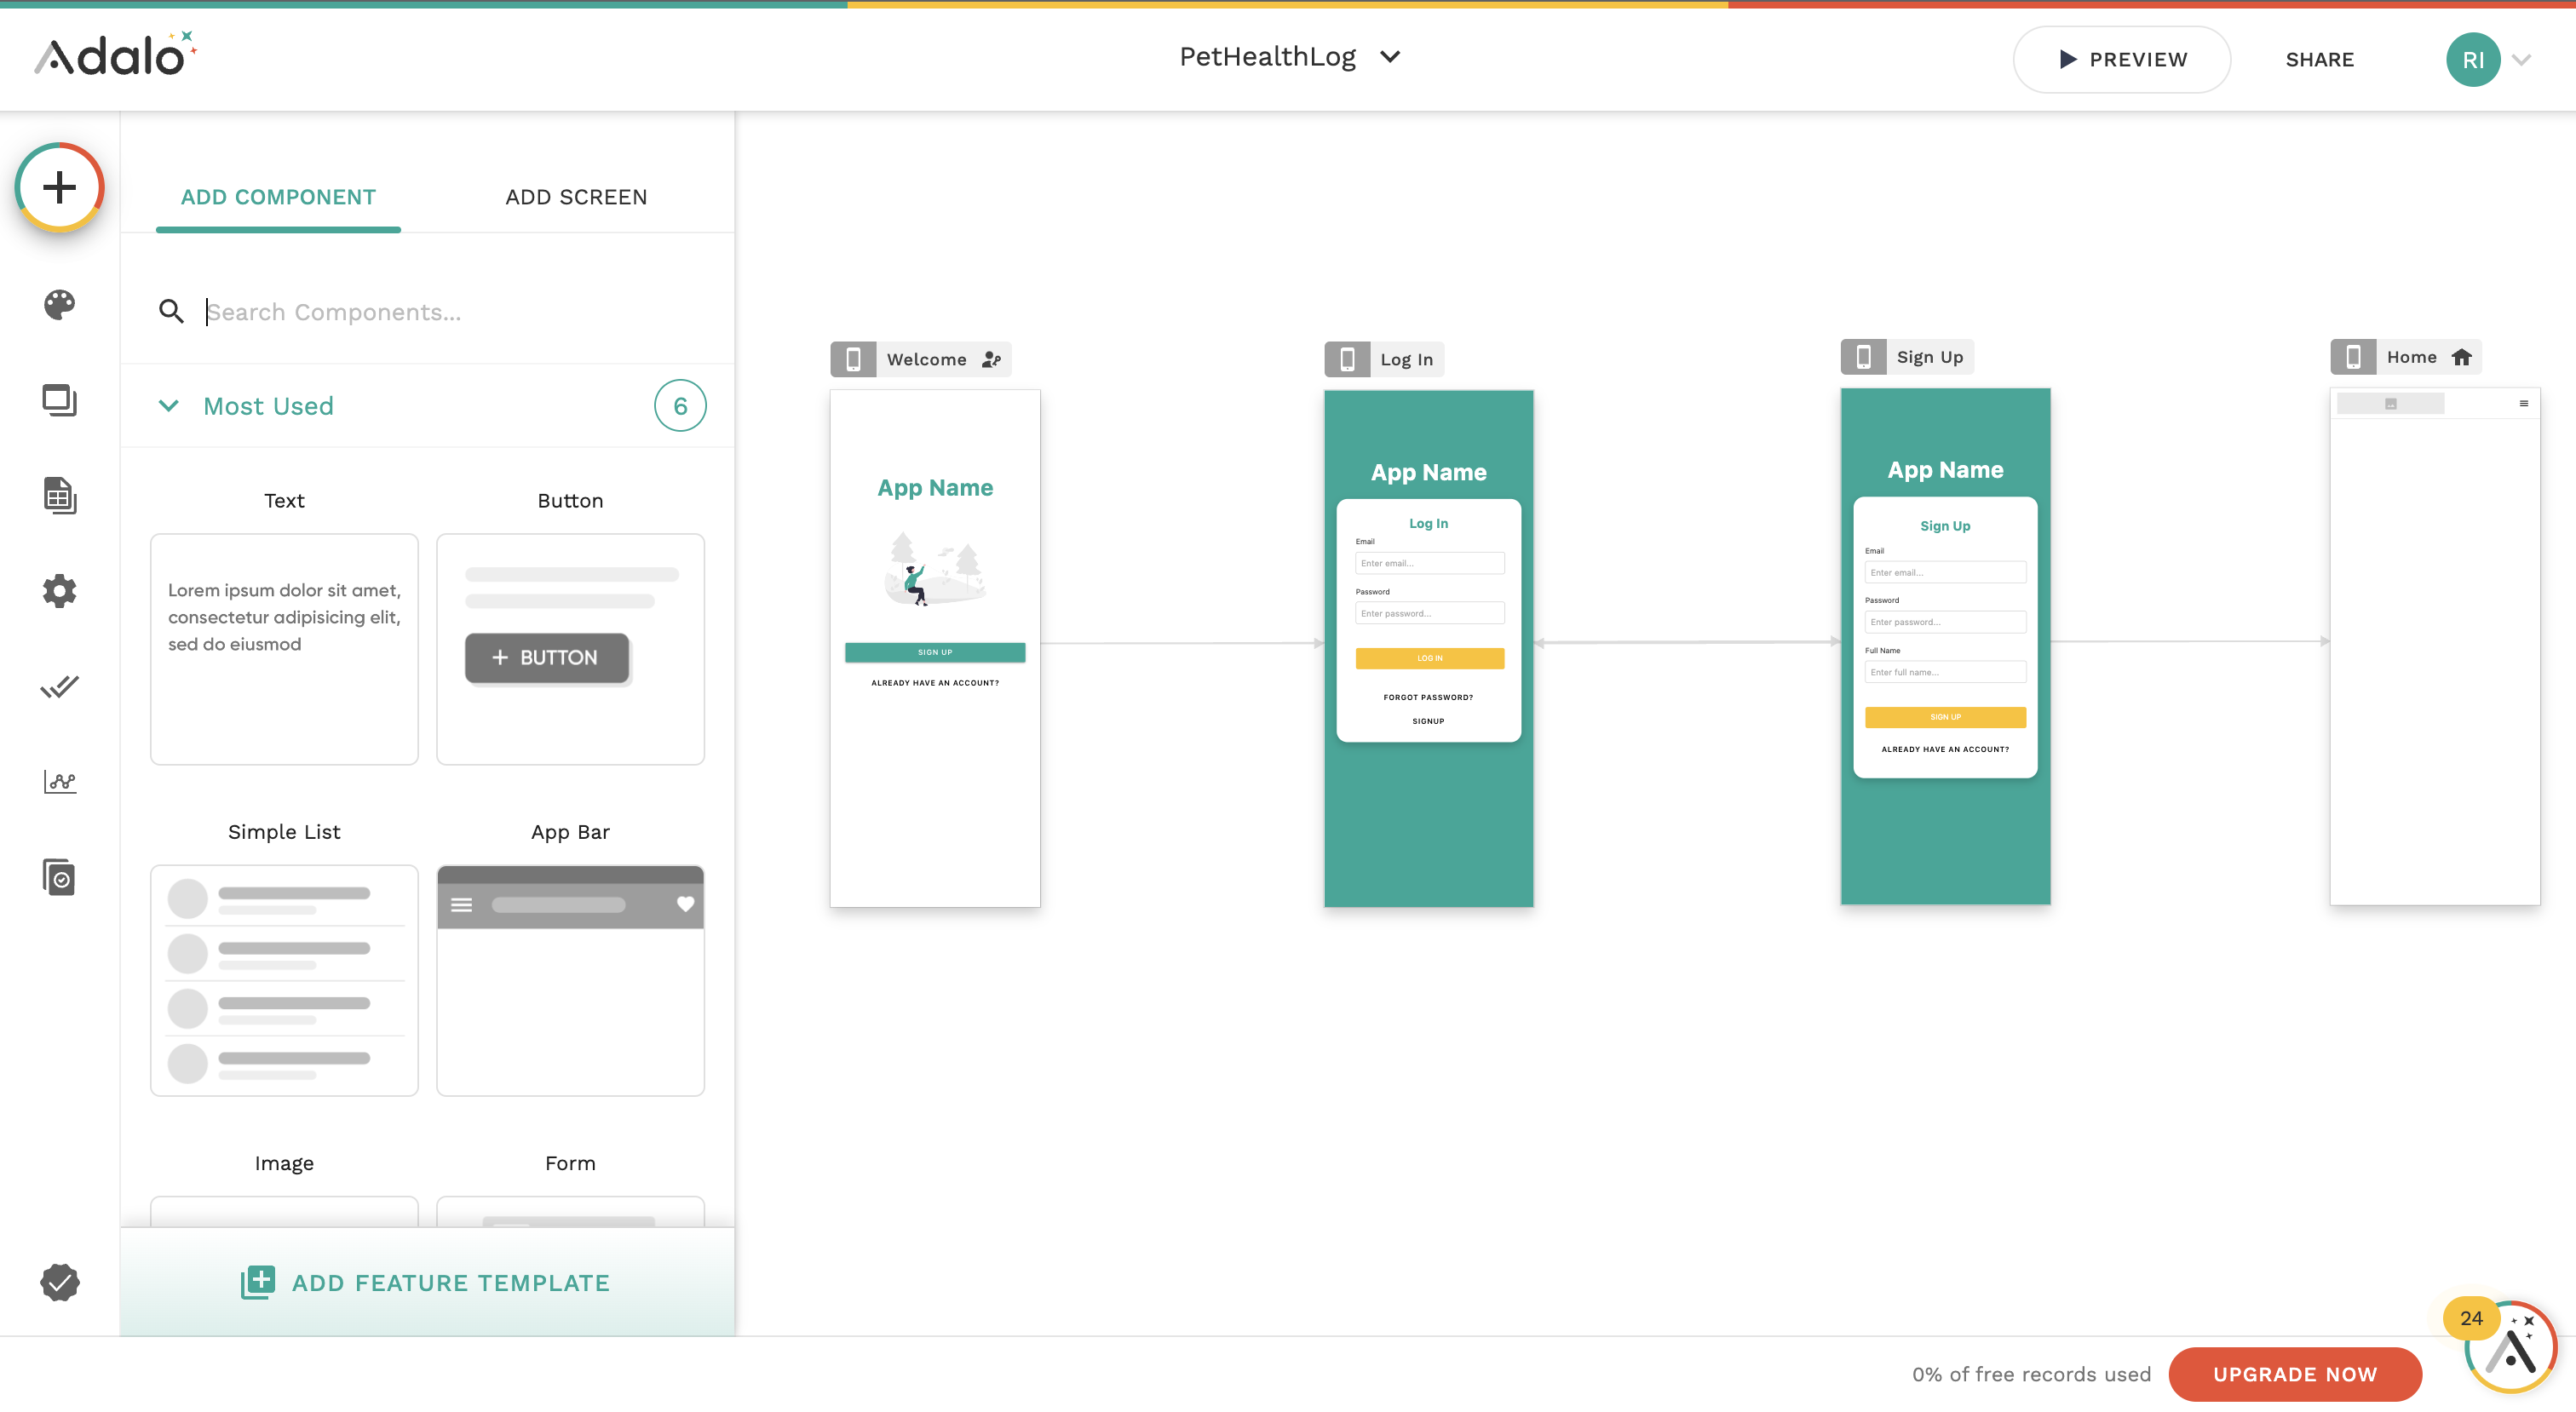 Adalo
PetHealthLog
PREVIEW
SHARE
RI
ADD COMPONENT
ADD SCREEN
Search Components...
Most Used
6
Text
Button
Lorem ipsum dolor sit amet,
consectetur adipisicing elit,
sed do eiusmod
+ BUTTON
Simple List
App Bar
Image
Form
ADD FEATURE TEMPLATE
Welcome
App Name
SIGN UP
ALREADY HAVE AN ACCOUNT?
Log In
App Name
Log In
Email
Enter email...
Password
Enter password...
LOG IN
FORGOT PASSWORD?
SIGNUP
Sign Up
App Name
Sign Up
Email
Enter email...
Password
Enter password...
Full Name
Enter full name...
SIGN UP
ALREADY HAVE AN ACCOUNT?
Home
24
0% of free records used
UPGRADE NOW